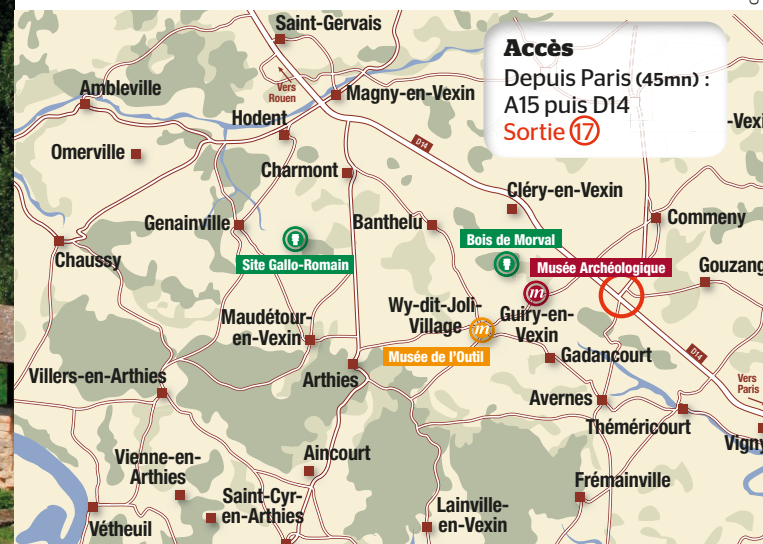 Saint-Gervais
Accès
Depuis Paris (45mn) :
A15 puis D14
Sortie 17
Ambleville
Vers
Rouen
Magny-en-Vexin
Hodent
-Vexi
D14
Omerville
Charmont
Cléry-en-Vexin
Genainville
Banthelu
Commeny
Bois de Morval
Chaussy
Site Gallo-Romain
Musée Archéologique
Gouzang
m
Wy-dit-Joli-
Village
m
Guiry-en-
Vexin
Maudétour-
en-Vexin
Musée de l'Outil
Gadancourt
D14
Villers-en-Arthies
Arthies
Vers
Paris
Avernes
Théméricourt
Vigny
Aincourt
Vienne-en-
Arthies
Frémainville
Saint-Cyr-
en-Arthies
Lainville-
en-Vexin
Vétheuil